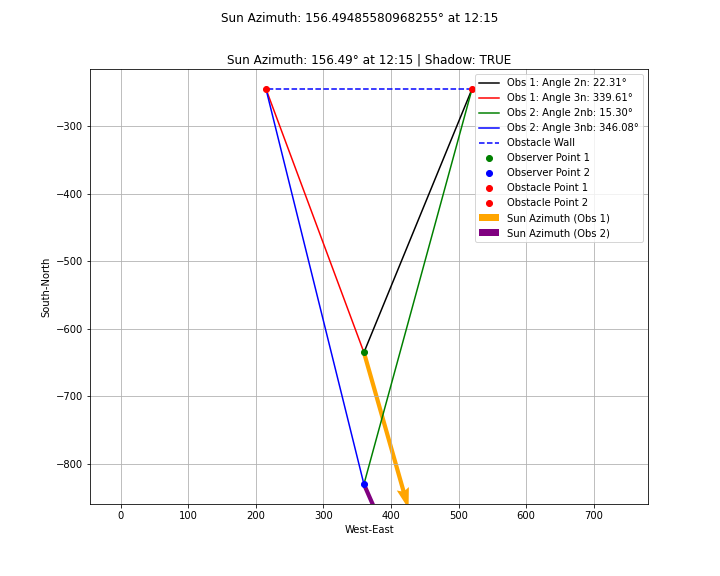 Sun Azimuth: 156.49485580968255° at 12:15
Sun Azimuth: 156.49° at 12:15 | Shadow: TRUE
Obs 1: Angle 2n: 22.31°
Obs 1: Angle 3n: 339.61°
Obs 2: Angle 2nb: 15.30°
Obs 2: Angle 3nb: 346.08°
Obstacle Wall
Observer Point 1
Observer Point 2
Obstacle Point 1
Obstacle Point 2
Sun Azimuth (Obs 1)
Sun Azimuth (Obs 2)
South-North
−300
−400
−500
−600
−700
−800
0 100 200 300 400 500 600 700
West-East